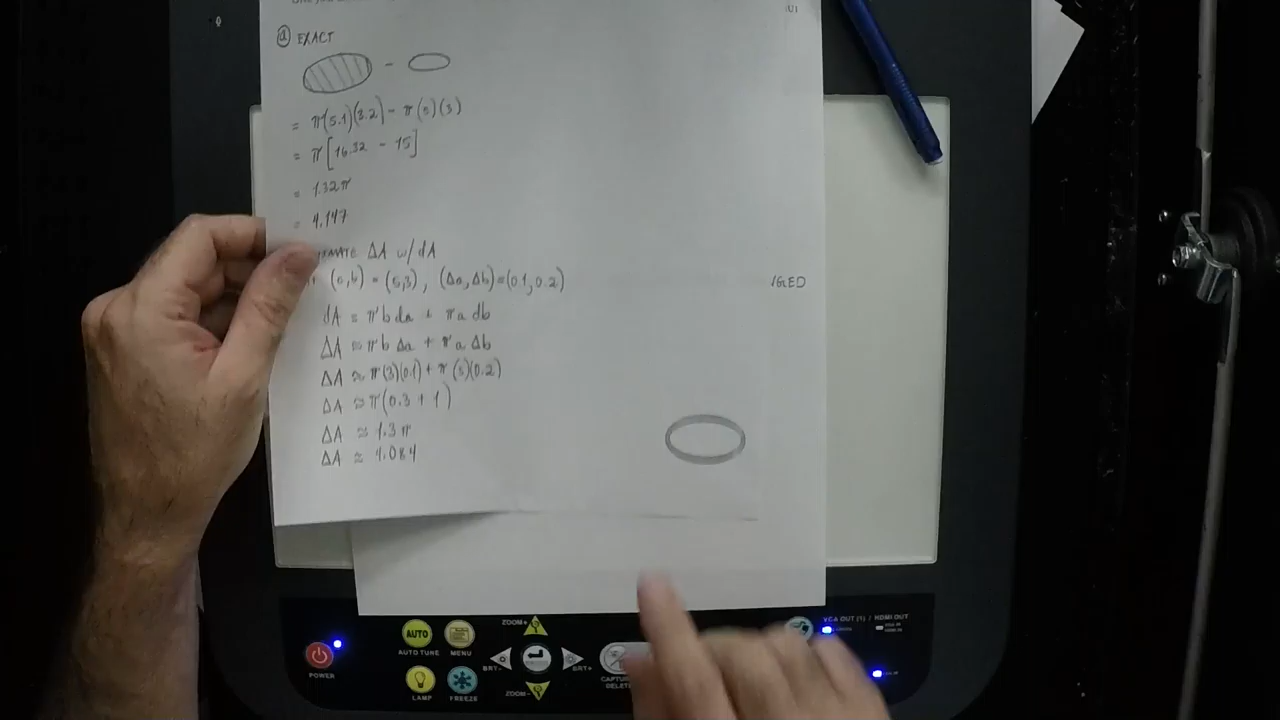 U1
ⓐ EXACT
-
= π(5.1)(3.2) - π(5)(3)
= π[16.32 - 15]
= 1.32π
= 4.147
ΔA w/ dA
(a,b) = (5,3), (Δa,Δb)=(0.1,0.2)
/GED
dA = πb da + πa db
ΔA ≈ πb Δa + πa Δb
ΔA ≈ π(3)(0.1) + π(5)(0.2)
ΔA ≈ π(0.3 + 1)
ΔA ≈ 1.3π
ΔA ≈ 4.084
POWER
AUTO
AUTO TUNE
MENU
LAMP
FREEZE
ZOOM+
BRT-
BRT+
ZOOM-
VGA OUT (1) / HDMI OUT